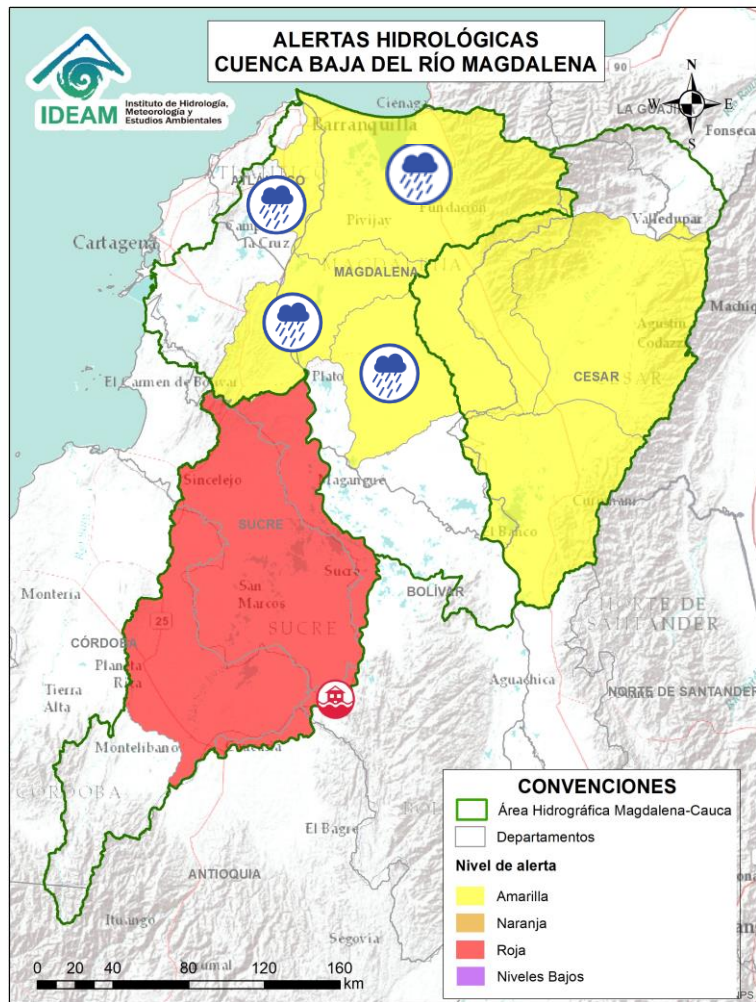 ALERTAS HIDROLÓGICAS
CUENCA BAJA DEL RÍO MAGDALENA
IDEAM
Instituto de Hidrología,
Meteorología y
Estudios Ambientales
N
W E
S
90
Ciénaga
LA GUAJI
Barranquilla
Fonseca
ATLÁNTICO
Fundación
Pivijay
Valledupar
Cartagena
Camp
la Cruz
MAGDALENA
Machiq
Agustín
Codazzi
El Carmen de Bolívar
Plato
CESAR
Sincelejo
Magangué
Curumaní
SUCRE
El Banco
Sucre
San
Marcos
BOLÍVAR
Montería
SUCRE
NORTE DE
SANTANDER
25
CÓRDOBA
Planeta
Rica
Aguachica
NORTE DE SANTANDER
Tierra
Alta
Montelíbano
CÓRDOBA
El Bagre
ANTIOQUIA
Ituango
Segovia
CONVENCIONES
Área Hidrográfica Magdalena-Cauca
Departamentos
Nivel de alerta
Amarilla
Naranja
Roja
Niveles Bajos
0 20 40 80 120 160
km